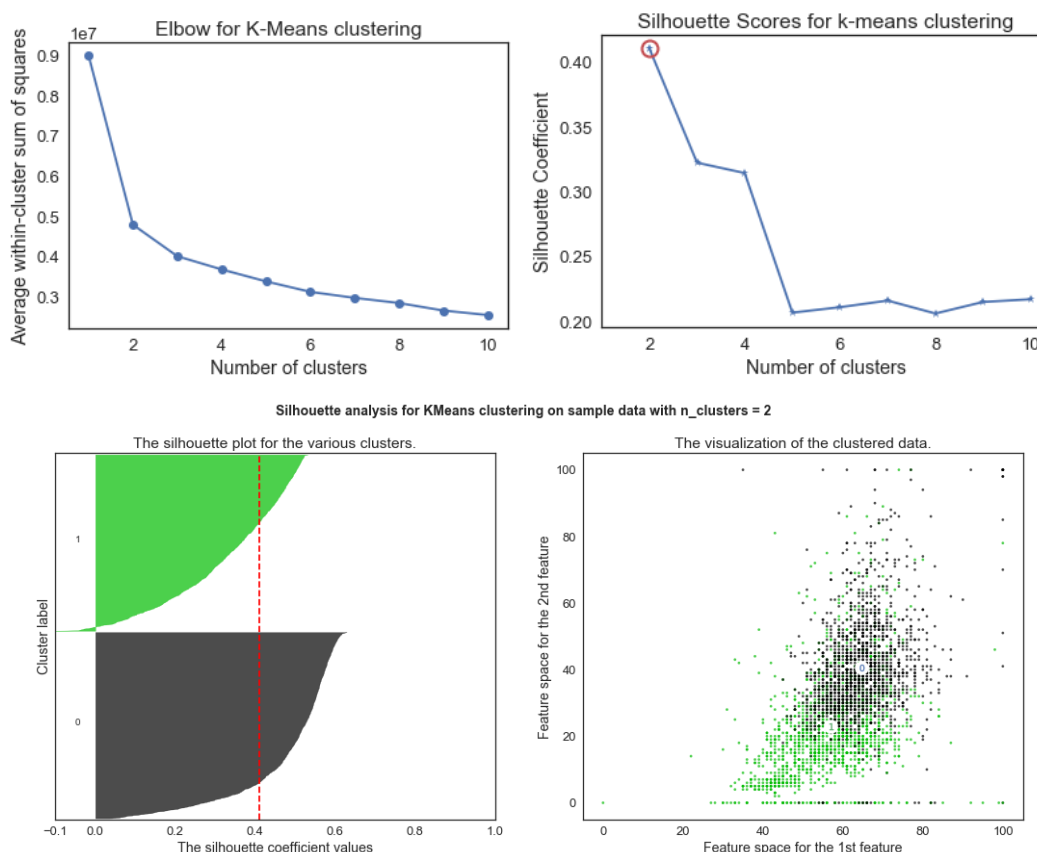 Elbow for K-Means clustering
1e7
Average within-cluster sum of squares
0.9
0.8
0.7
0.6
0.5
0.4
0.3
2 4 6 8 10
Number of clusters
Silhouette Scores for k-means clustering
Silhouette Coefficient
0.40
0.35
0.30
0.25
0.20
2 4 6 8 10
Number of clusters
Silhouette analysis for KMeans clustering on sample data with n_clusters = 2
The silhouette plot for the various clusters.
Cluster label
1
0
−0.1 0.0 0.2 0.4 0.6 0.8 1.0
The silhouette coefficient values
The visualization of the clustered data.
Feature space for the 2nd feature
100
80
60
40
20
0
0
1
0 20 40 60 80 100
Feature space for the 1st feature